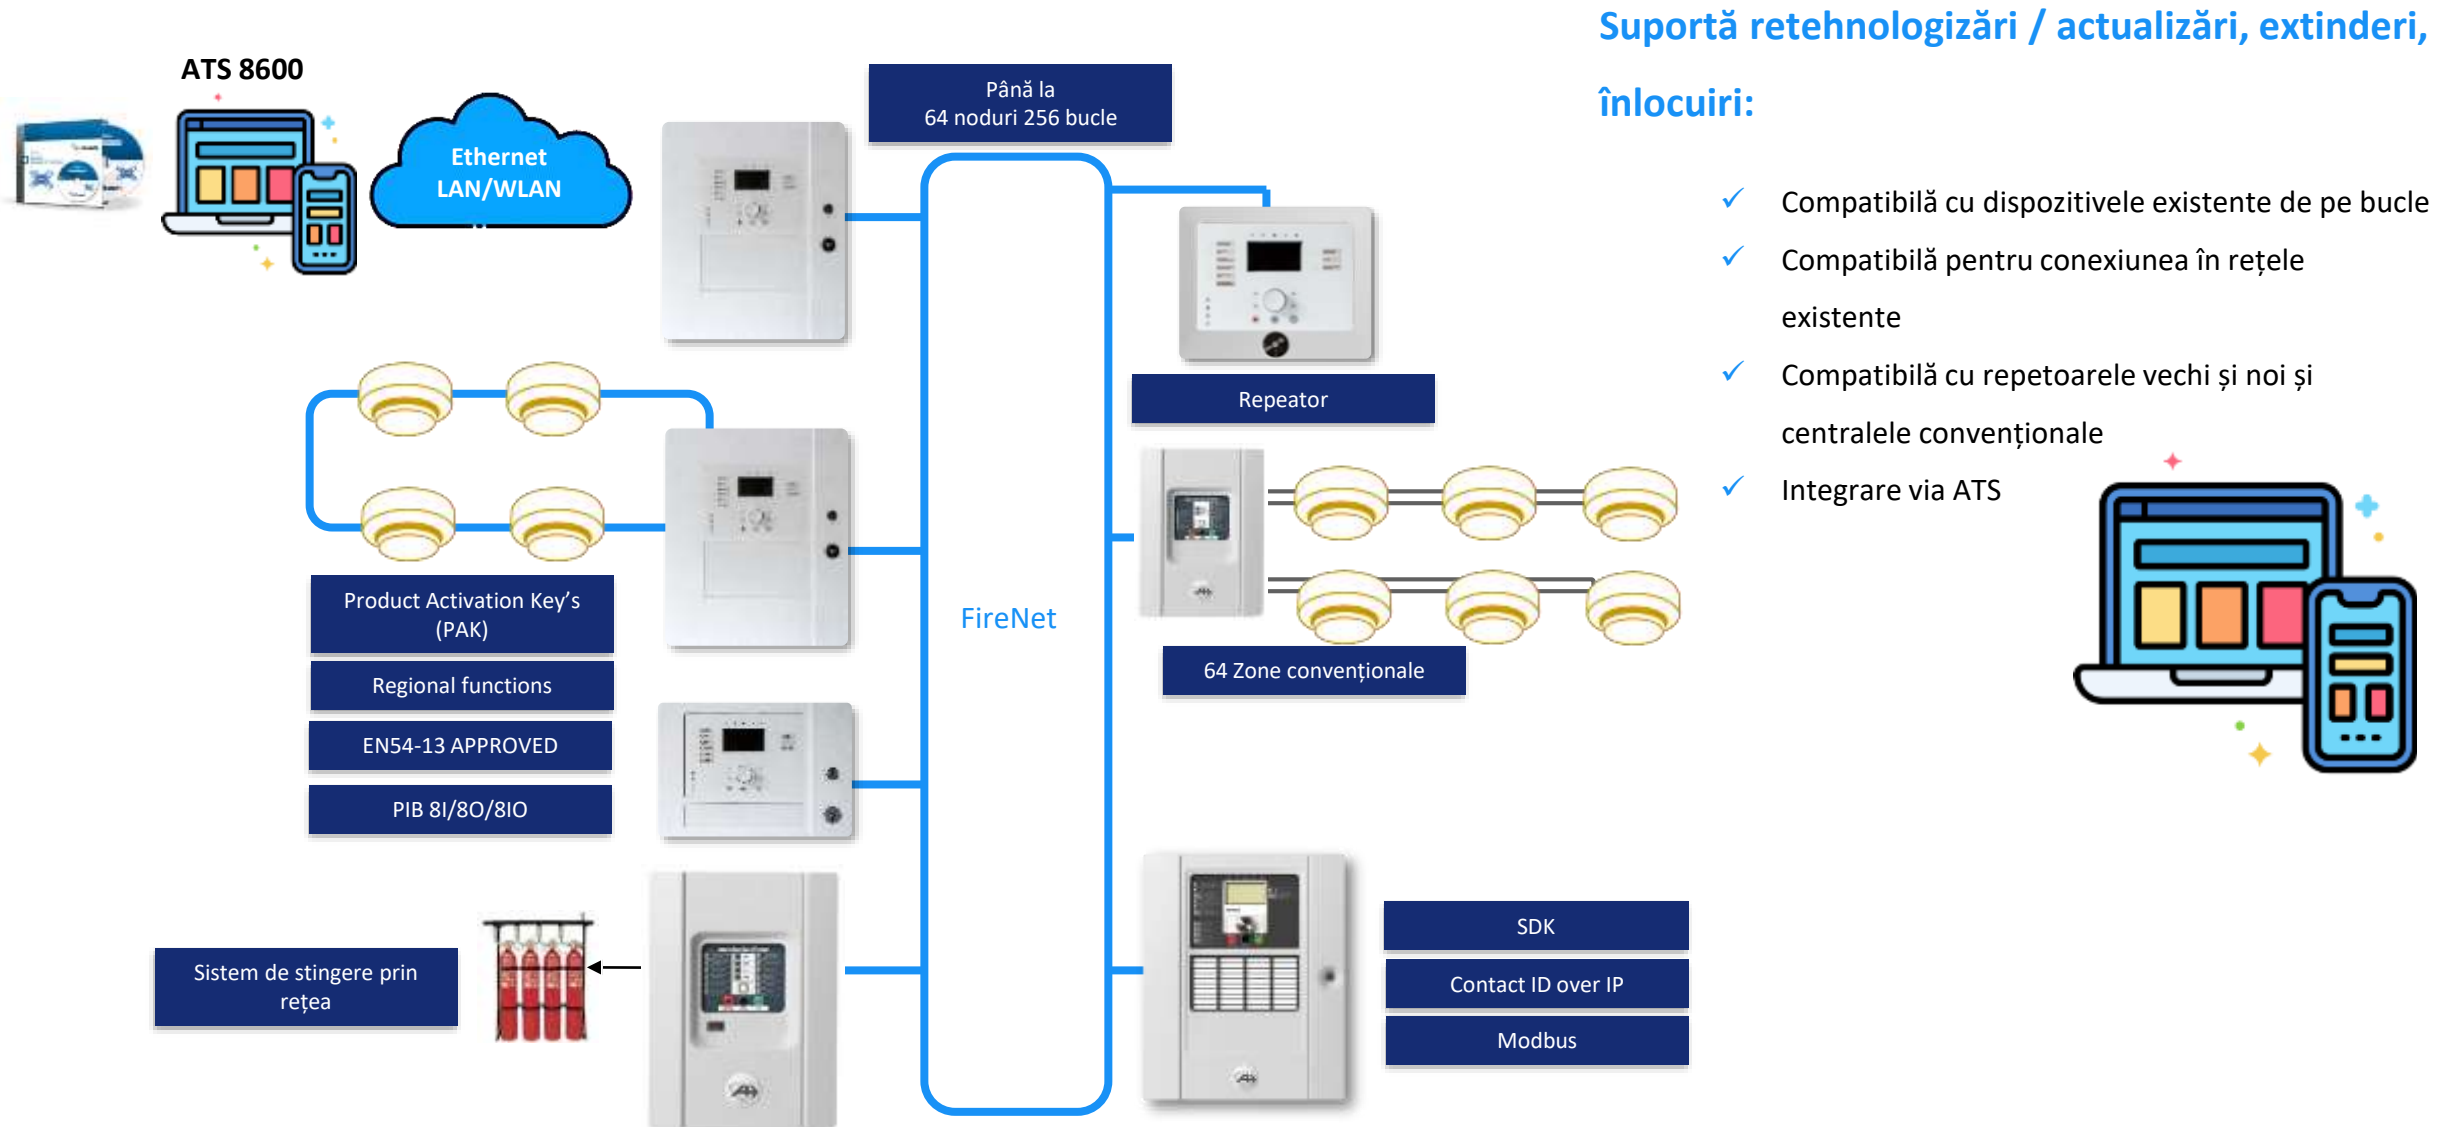 Suportă retehnologizări / actualizări, extinderi,
înlocuiri:
ATS 8600
Ethernet
LAN/WLAN
Până la
64 noduri 256 bucle
✓ Compatibilă cu dispozitivele existente de pe bucle
✓ Compatibilă pentru conexiunea în rețele
existente
✓ Compatibilă cu repetoarele vechi și noi și
centralele convenționale
✓ Integrare via ATS
Repeator
FireNet
Product Activation Key’s
(PAK)
Regional functions
EN54-13 APPROVED
PIB 8I/8O/8IO
64 Zone convenționale
Sistem de stingere prin
rețea
SDK
Contact ID over IP
Modbus